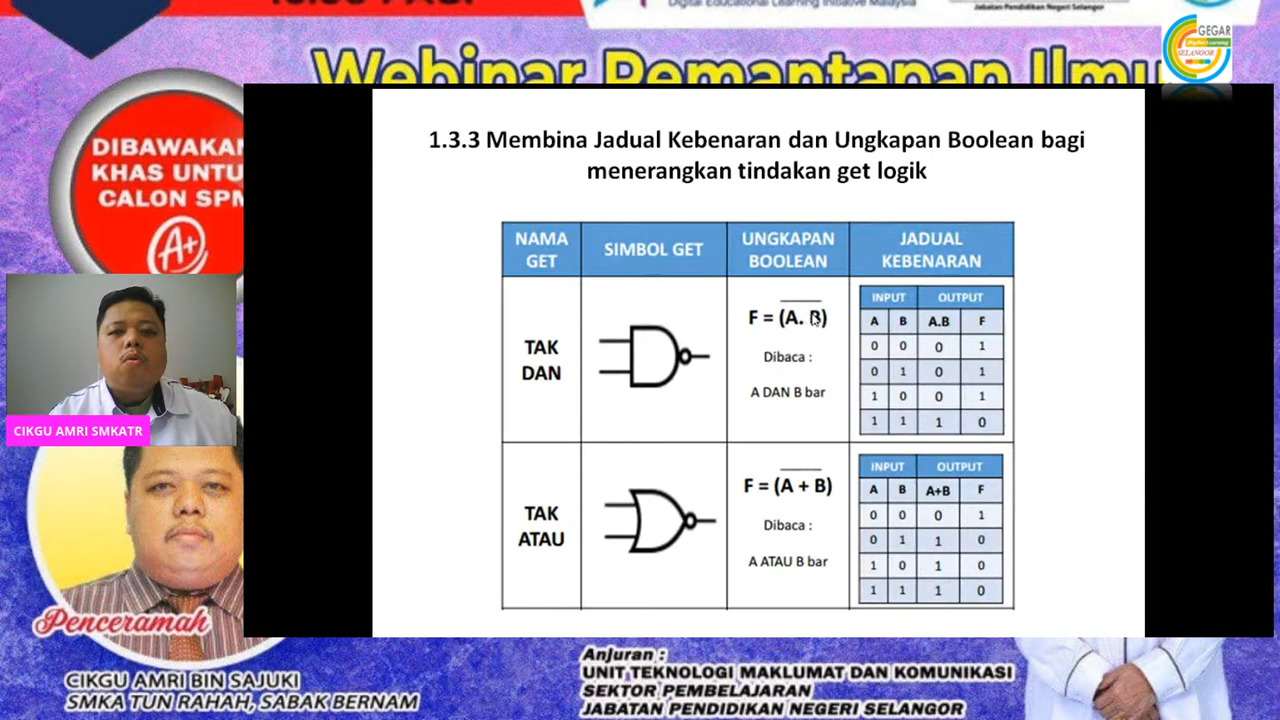 Digital Educational Learning Initiative Malaysia
Jabatan Pendidikan Negeri Selangor
GEGAR
Digital Learning
SELANGOR
Webinar Pemantapan Ilmu
DIBAWAKAN
KHAS UNTU
CALON SPM
A+
1.3.3 Membina Jadual Kebenaran dan Ungkapan Boolean bagi
menerangkan tindakan get logik
NAMA GET
SIMBOL GET
UNGKAPAN BOOLEAN
JADUAL KEBENARAN
TAK
DAN
F = (A. B)
Dibaca :
A DAN B bar
INPUT OUTPUT
A B A.B F
0 0 0 1
0 1 0 1
1 0 0 1
1 1 1 0
TAK
ATAU
F = (A + B)
Dibaca :
A ATAU B bar
INPUT OUTPUT
A B A+B F
0 0 0 1
0 1 1 0
1 0 1 0
1 1 1 0
CIKGU AMRI SMKATR
Penceramah
CIKGU AMRI BIN SAJUKI
SMKA TUN RAHAH, SABAK BERNAM
Anjuran :
UNIT TEKNOLOGI MAKLUMAT DAN KOMUNIKASI
SEKTOR PEMBELAJARAN
JABATAN PENDIDIKAN NEGERI SELANGOR